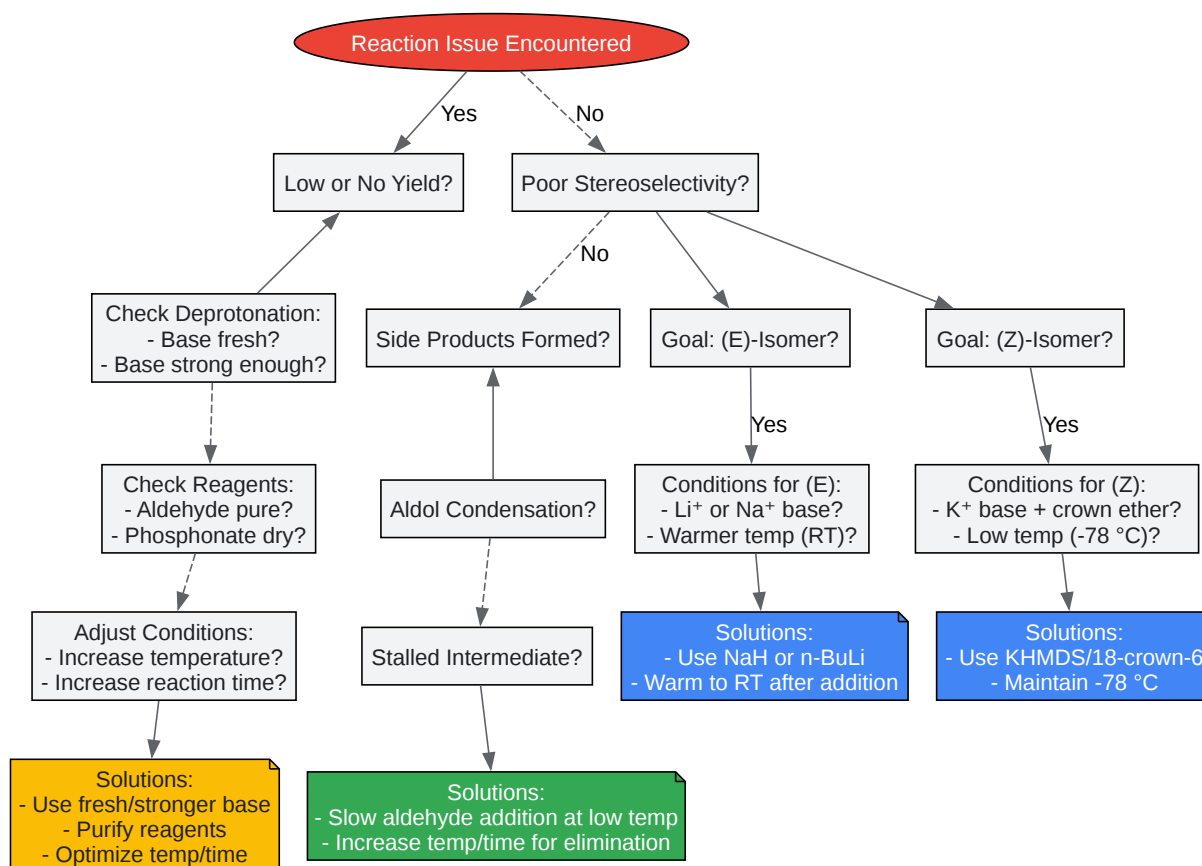 Reaction Issue Encountered
Yes
No
Low or No Yield?
Poor Stereoselectivity?
No
Check Deprotonation:
- Base fresh?
- Base strong enough?
Side Products Formed?
Goal: (E)-Isomer?
Goal: (Z)-Isomer?
Yes
Yes
Check Reagents:
- Aldehyde pure?
- Phosphonate dry?
Aldol Condensation?
Conditions for (E):
- Li⁺ or Na⁺ base?
- Warmer temp (RT)?
Conditions for (Z):
- K⁺ base + crown ether?
- Low temp (-78 °C)?
Adjust Conditions:
- Increase temperature?
- Increase reaction time?
Stalled Intermediate?
Solutions:
- Use NaH or n-BuLi
- Warm to RT after addition
Solutions:
- Use KHMDS/18-crown-6
- Maintain -78 °C
Solutions:
- Use fresh/stronger base
- Purify reagents
- Optimize temp/time
Solutions:
- Slow aldehyde addition at low temp
- Increase temp/time for elimination